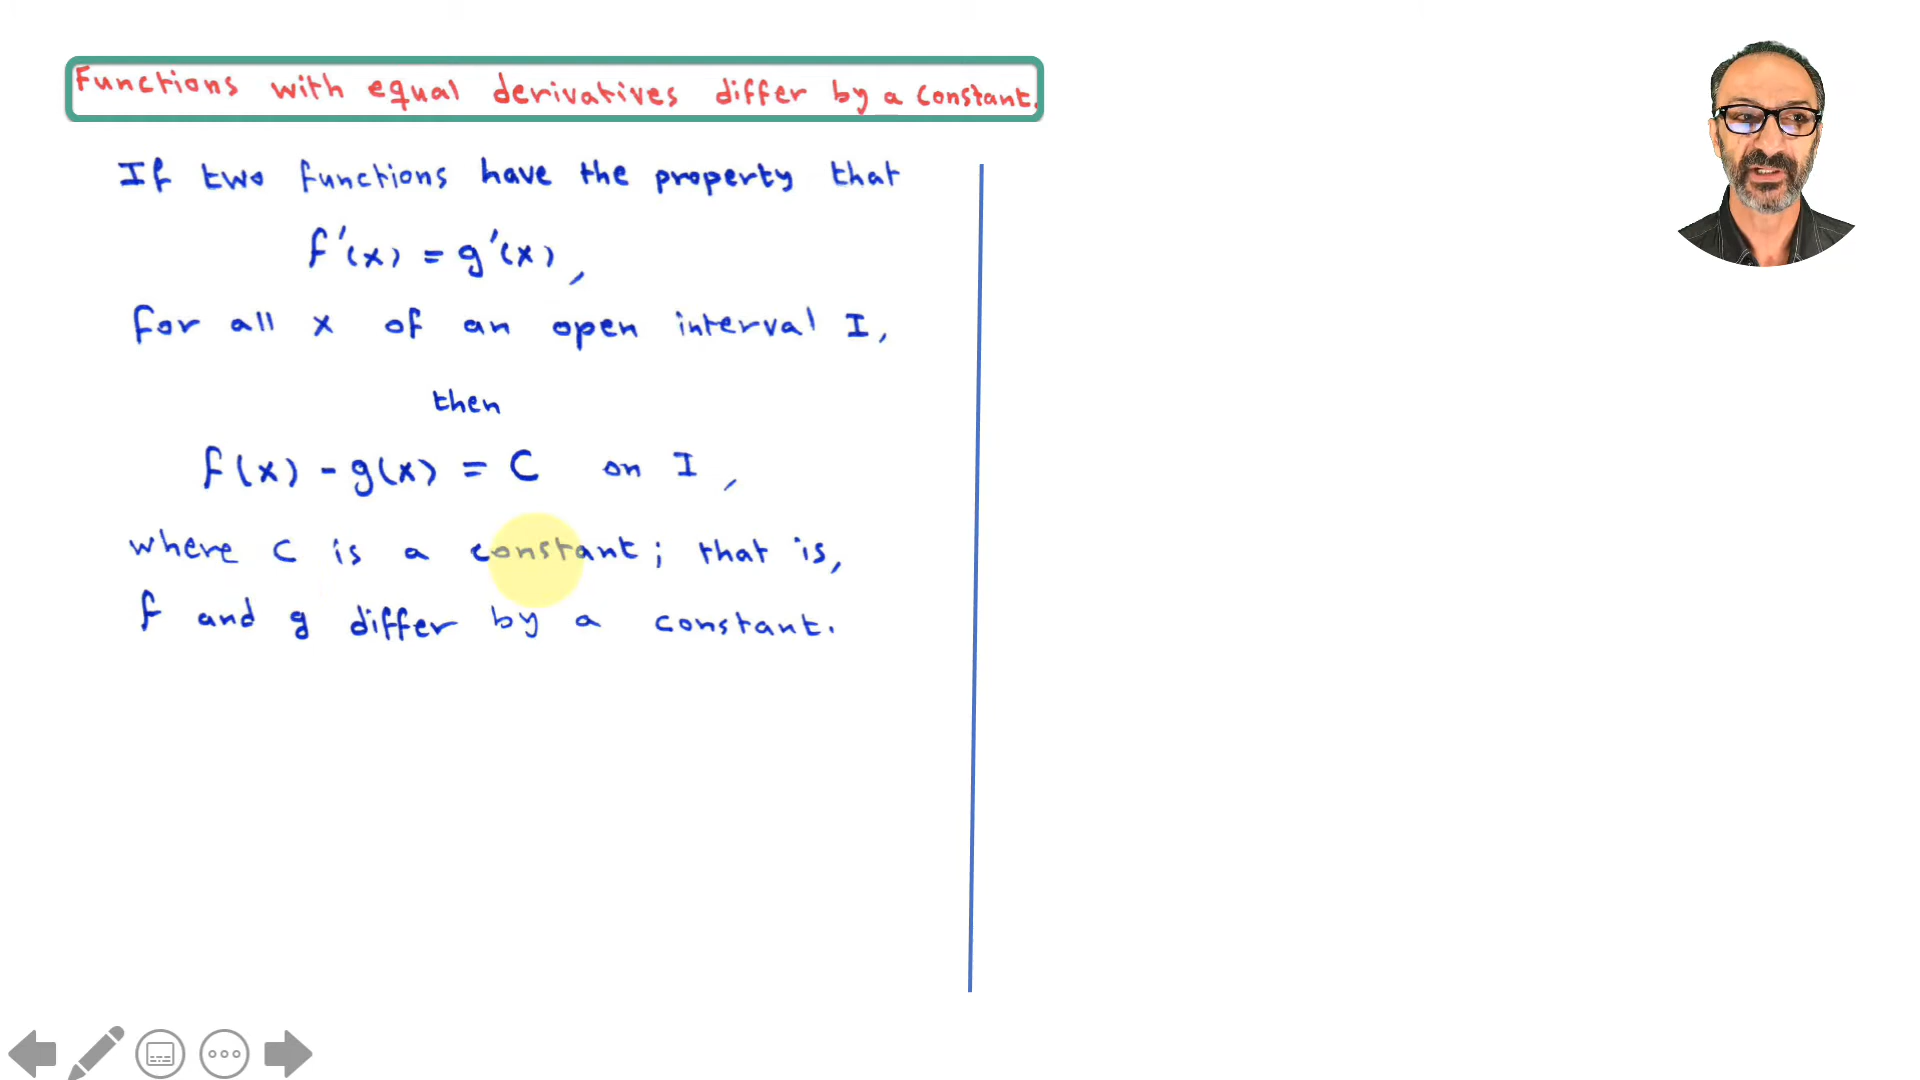 Functions with equal derivatives differ by a constant.
If two functions have the property that
f'(x) = g'(x),
for all x of an open interval I,
then
f(x) - g(x) = C on I,
where C is a constant; that is,
f and g differ by a constant.